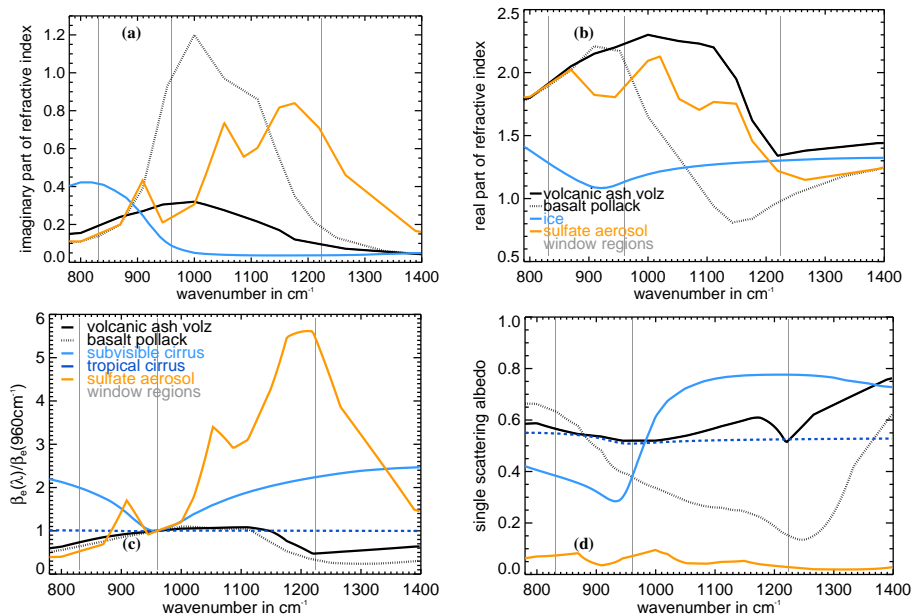 (a)
imaginary part of refractive index
1.2
1.0
0.8
0.6
0.4
0.2
0.0
800 900 1000 1100 1200 1300 1400
wavenumber in cm⁻¹
(b)
real part of refractive index
2.5
2.0
1.5
1.0
0.5
volcanic ash volz
basalt pollack
ice
sulfate aerosol
window regions
800 900 1000 1100 1200 1300 1400
wavenumber in cm⁻¹
βₑ(λ)/βₑ(960cm⁻¹)
6
5
4
3
2
1
0
volcanic ash volz
basalt pollack
subvisible cirrus
tropical cirrus
sulfate aerosol
window regions
(c)
800 900 1000 1100 1200 1300 1400
wavenumber in cm⁻¹
single scattering albedo
1.0
0.8
0.6
0.4
0.2
0.0
(d)
800 900 1000 1100 1200 1300 1400
wavenumber in cm⁻¹